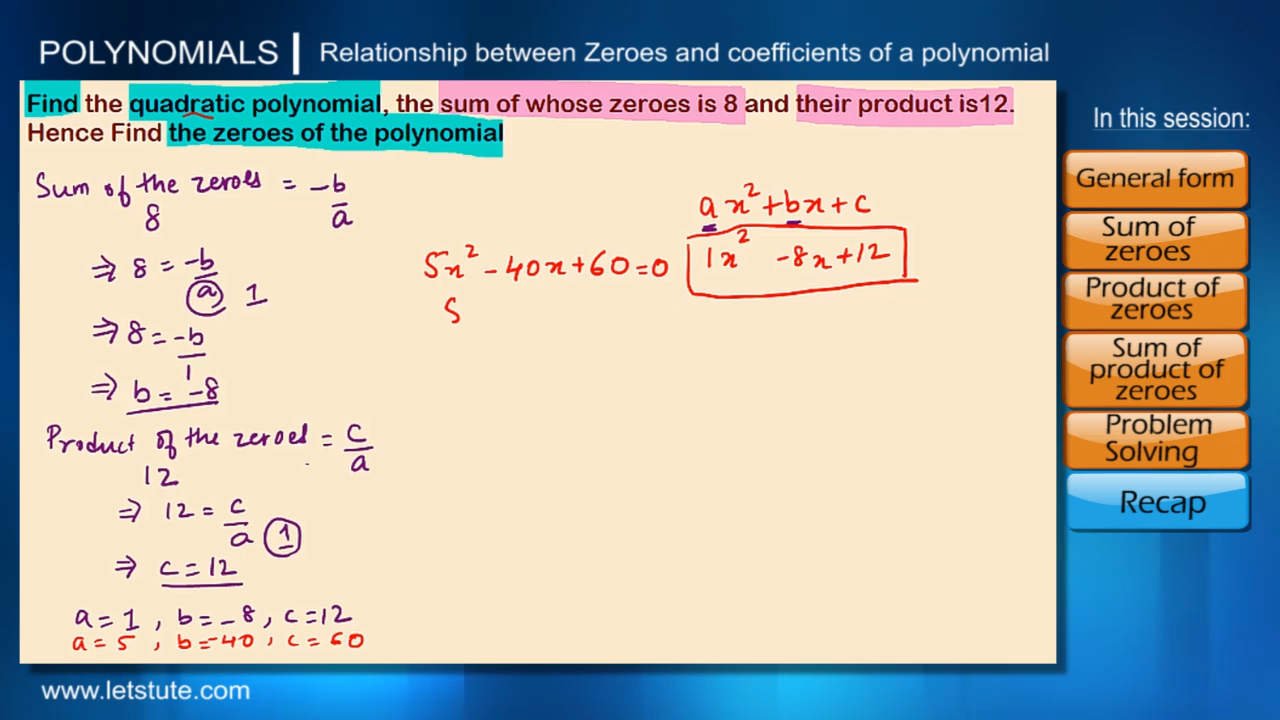 POLYNOMIALS | Relationship between Zeroes and coefficients of a polynomial
Find the quadratic polynomial, the sum of whose zeroes is 8 and their product is12.
Hence Find the zeroes of the polynomial
Sum of the zeroes = -b/a
8
⇒ 8 = -b/a 1
⇒ 8 = -b/1
⇒ b = -8
Product of the zeroes = c/a
12
⇒ 12 = c/a 1
⇒ c = 12
a = 1 , b = -8 , c = 12
a = 5 , b = -40 , c = 60
ax² + bx + c
1x² -8x + 12
5x² - 40x + 60 = 0
5
In this session:
General form
Sum of
zeroes
Product of
zeroes
Sum of
product of
zeroes
Problem
Solving
Recap
www.letstute.com